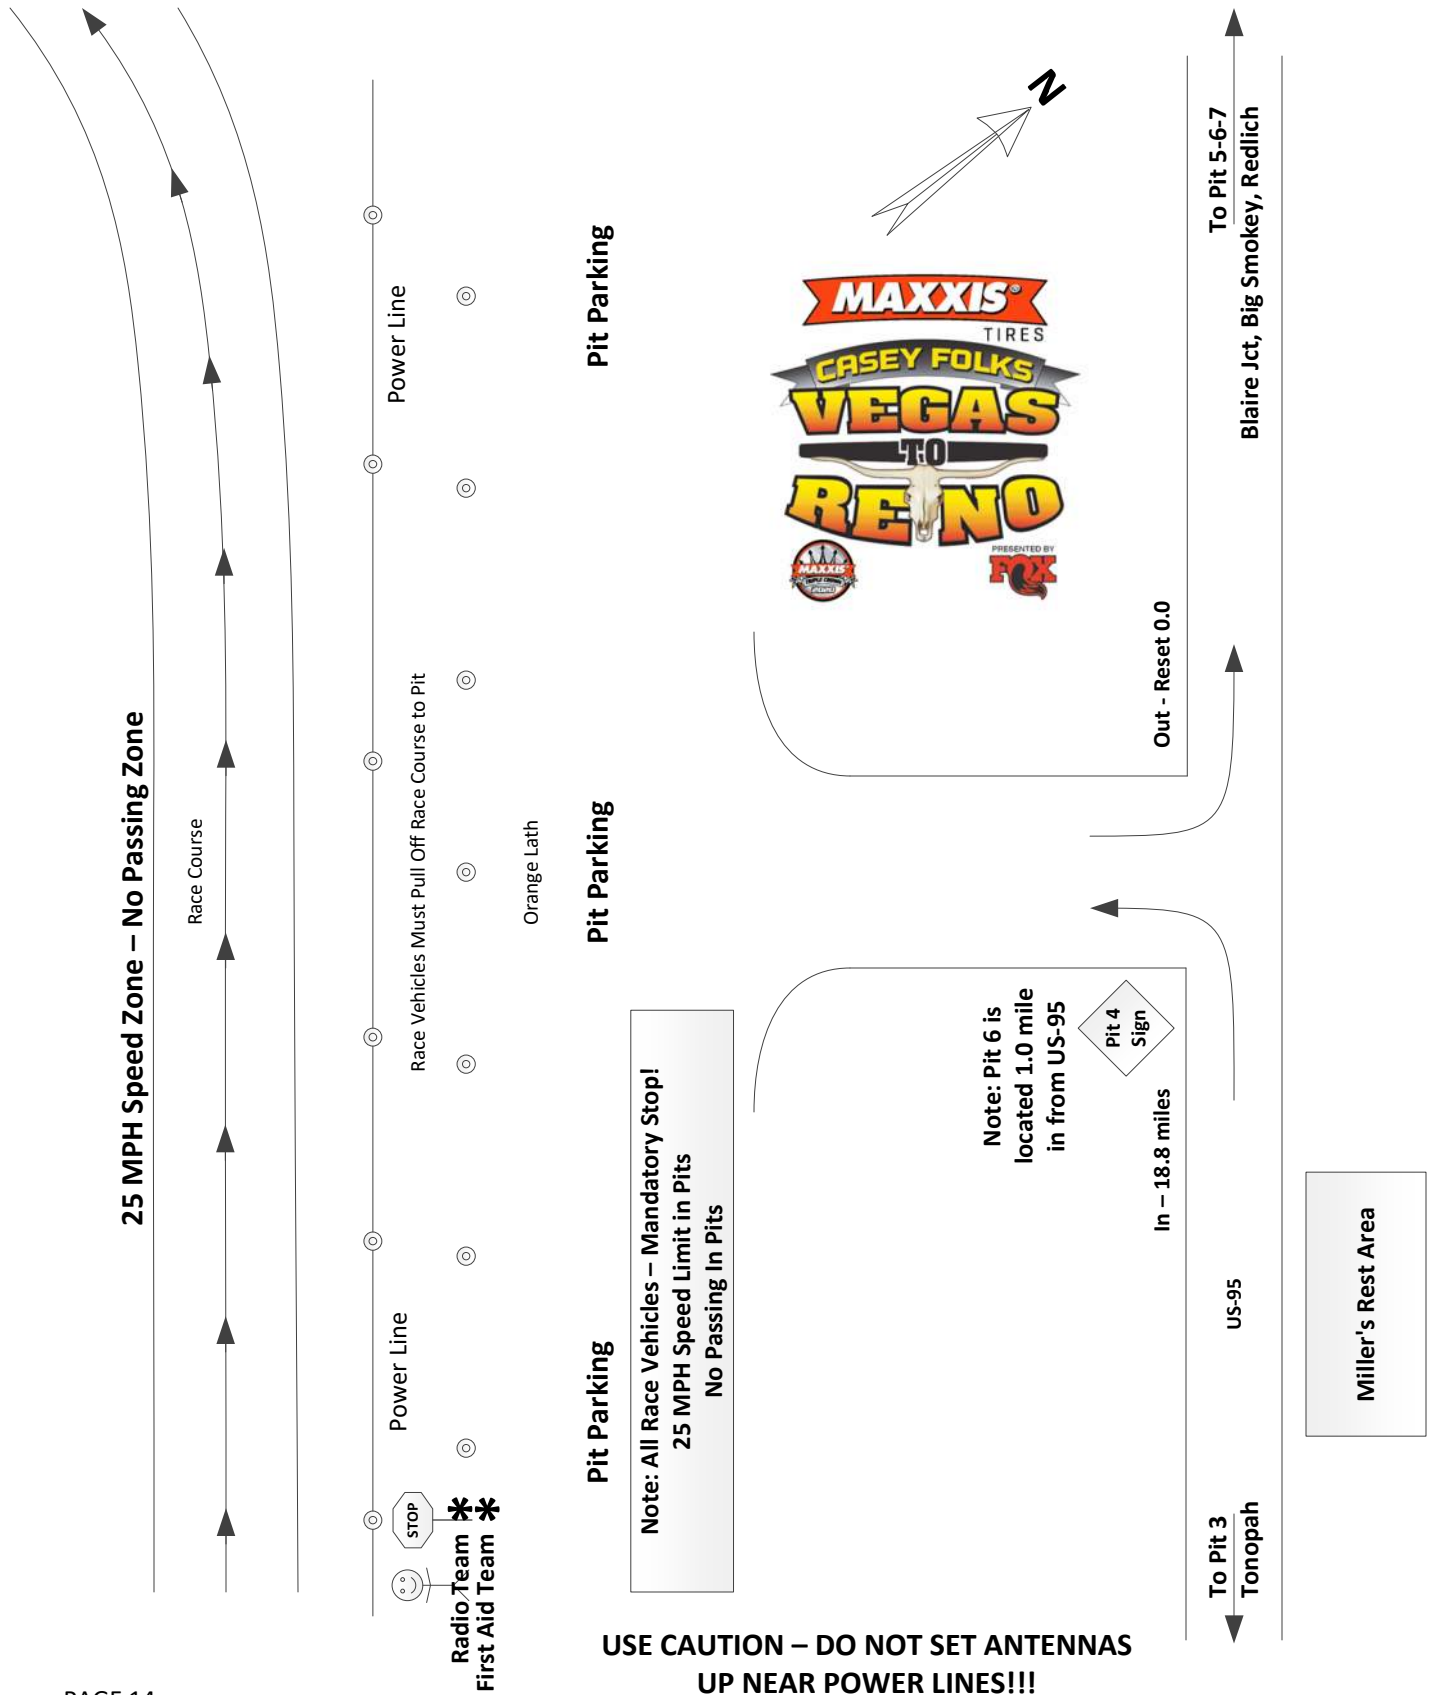 25 MPH Speed Zone – No Passing Zone
Race Course
Power Line
Power Line
Race Vehicles Must Pull Off Race Course to Pit
STOP
Radio Team *
First Aid Team *
Orange Lath
Pit Parking
Pit Parking
Pit Parking
Note: All Race Vehicles – Mandatory Stop!
25 MPH Speed Limit in Pits
No Passing In Pits
N
MAXXIS®
TIRES
CASEY FOLKS
VEGAS
TO
RENO
MAXXIS
TRIPLE CROWN
PRESENTED BY
FOX
Note: Pit 6 is
located 1.0 mile
in from US-95
Pit 4
Sign
In – 18.8 miles
Out - Reset 0.0
To Pit 3
Tonopah
US-95
To Pit 5-6-7
Blaire Jct, Big Smokey, Redlich
Miller's Rest Area
USE CAUTION – DO NOT SET ANTENNAS
UP NEAR POWER LINES!!!
PAGE 14